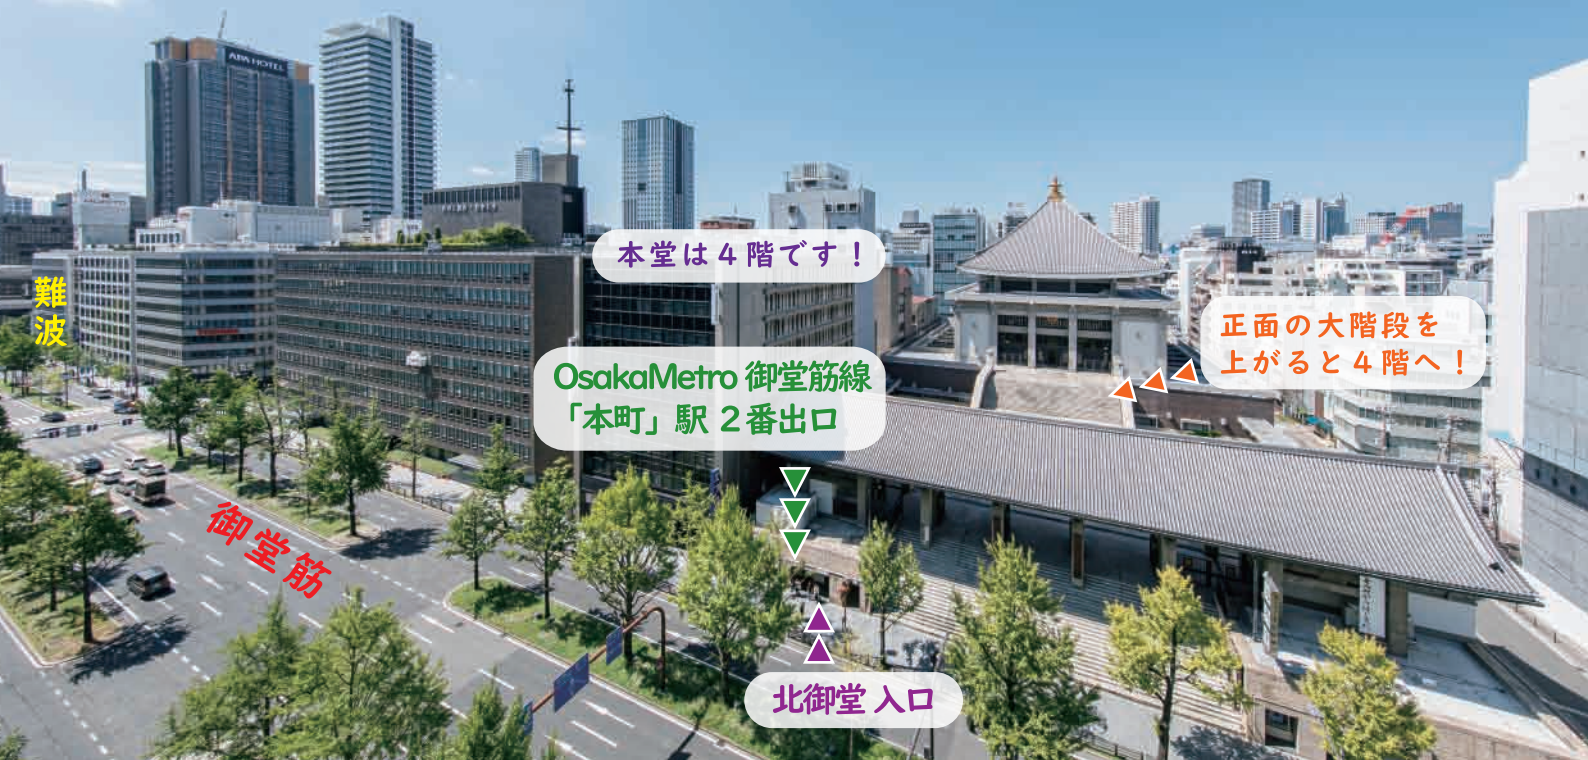 APA HOTEL
本堂は４階です！
難波
正面の大階段を
上がると４階へ！
OsakaMetro 御堂筋線
「本町」駅 ２番出口
御堂筋
北御堂 入口